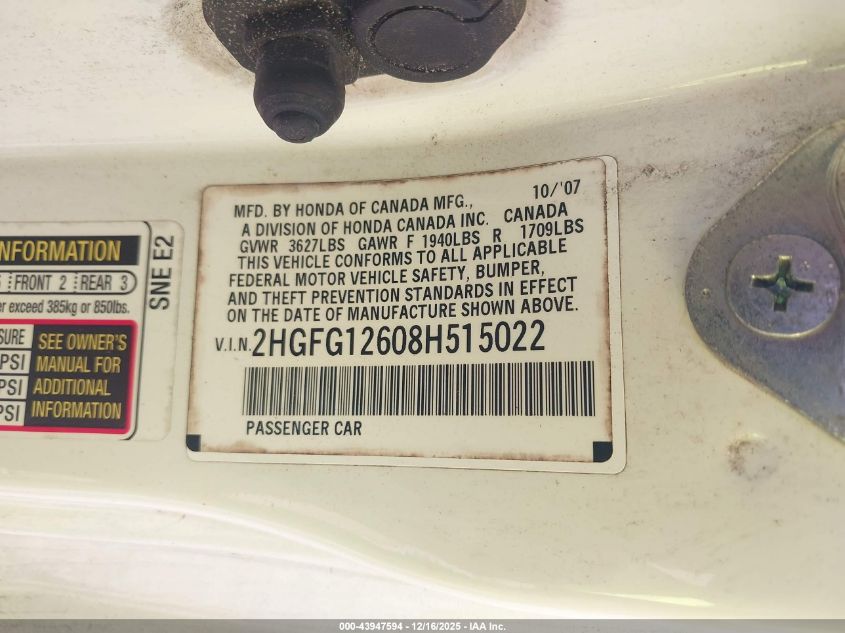 10/'07
MFD. BY HONDA OF CANADA MFG.,
A DIVISION OF HONDA CANADA INC. CANADA
GVWR 3627LBS GAWR F 1940LBS R 1709LBS
THIS VEHICLE CONFORMS TO ALL APPLICABLE
FEDERAL MOTOR VEHICLE SAFETY, BUMPER,
AND THEFT PREVENTION STANDARDS IN EFFECT
ON THE DATE OF MANUFACTURE SHOWN ABOVE.
V.I.N. 2HGFG12608H515022
PASSENGER CAR
INFORMATION
FRONT 2 REAR 3
exceed 385kg or 850lbs.
SEE OWNER'S
PSI MANUAL FOR
PSI ADDITIONAL
PSI INFORMATION
SNE E2
000-43947594 - 12/16/2025 - IAA Inc.